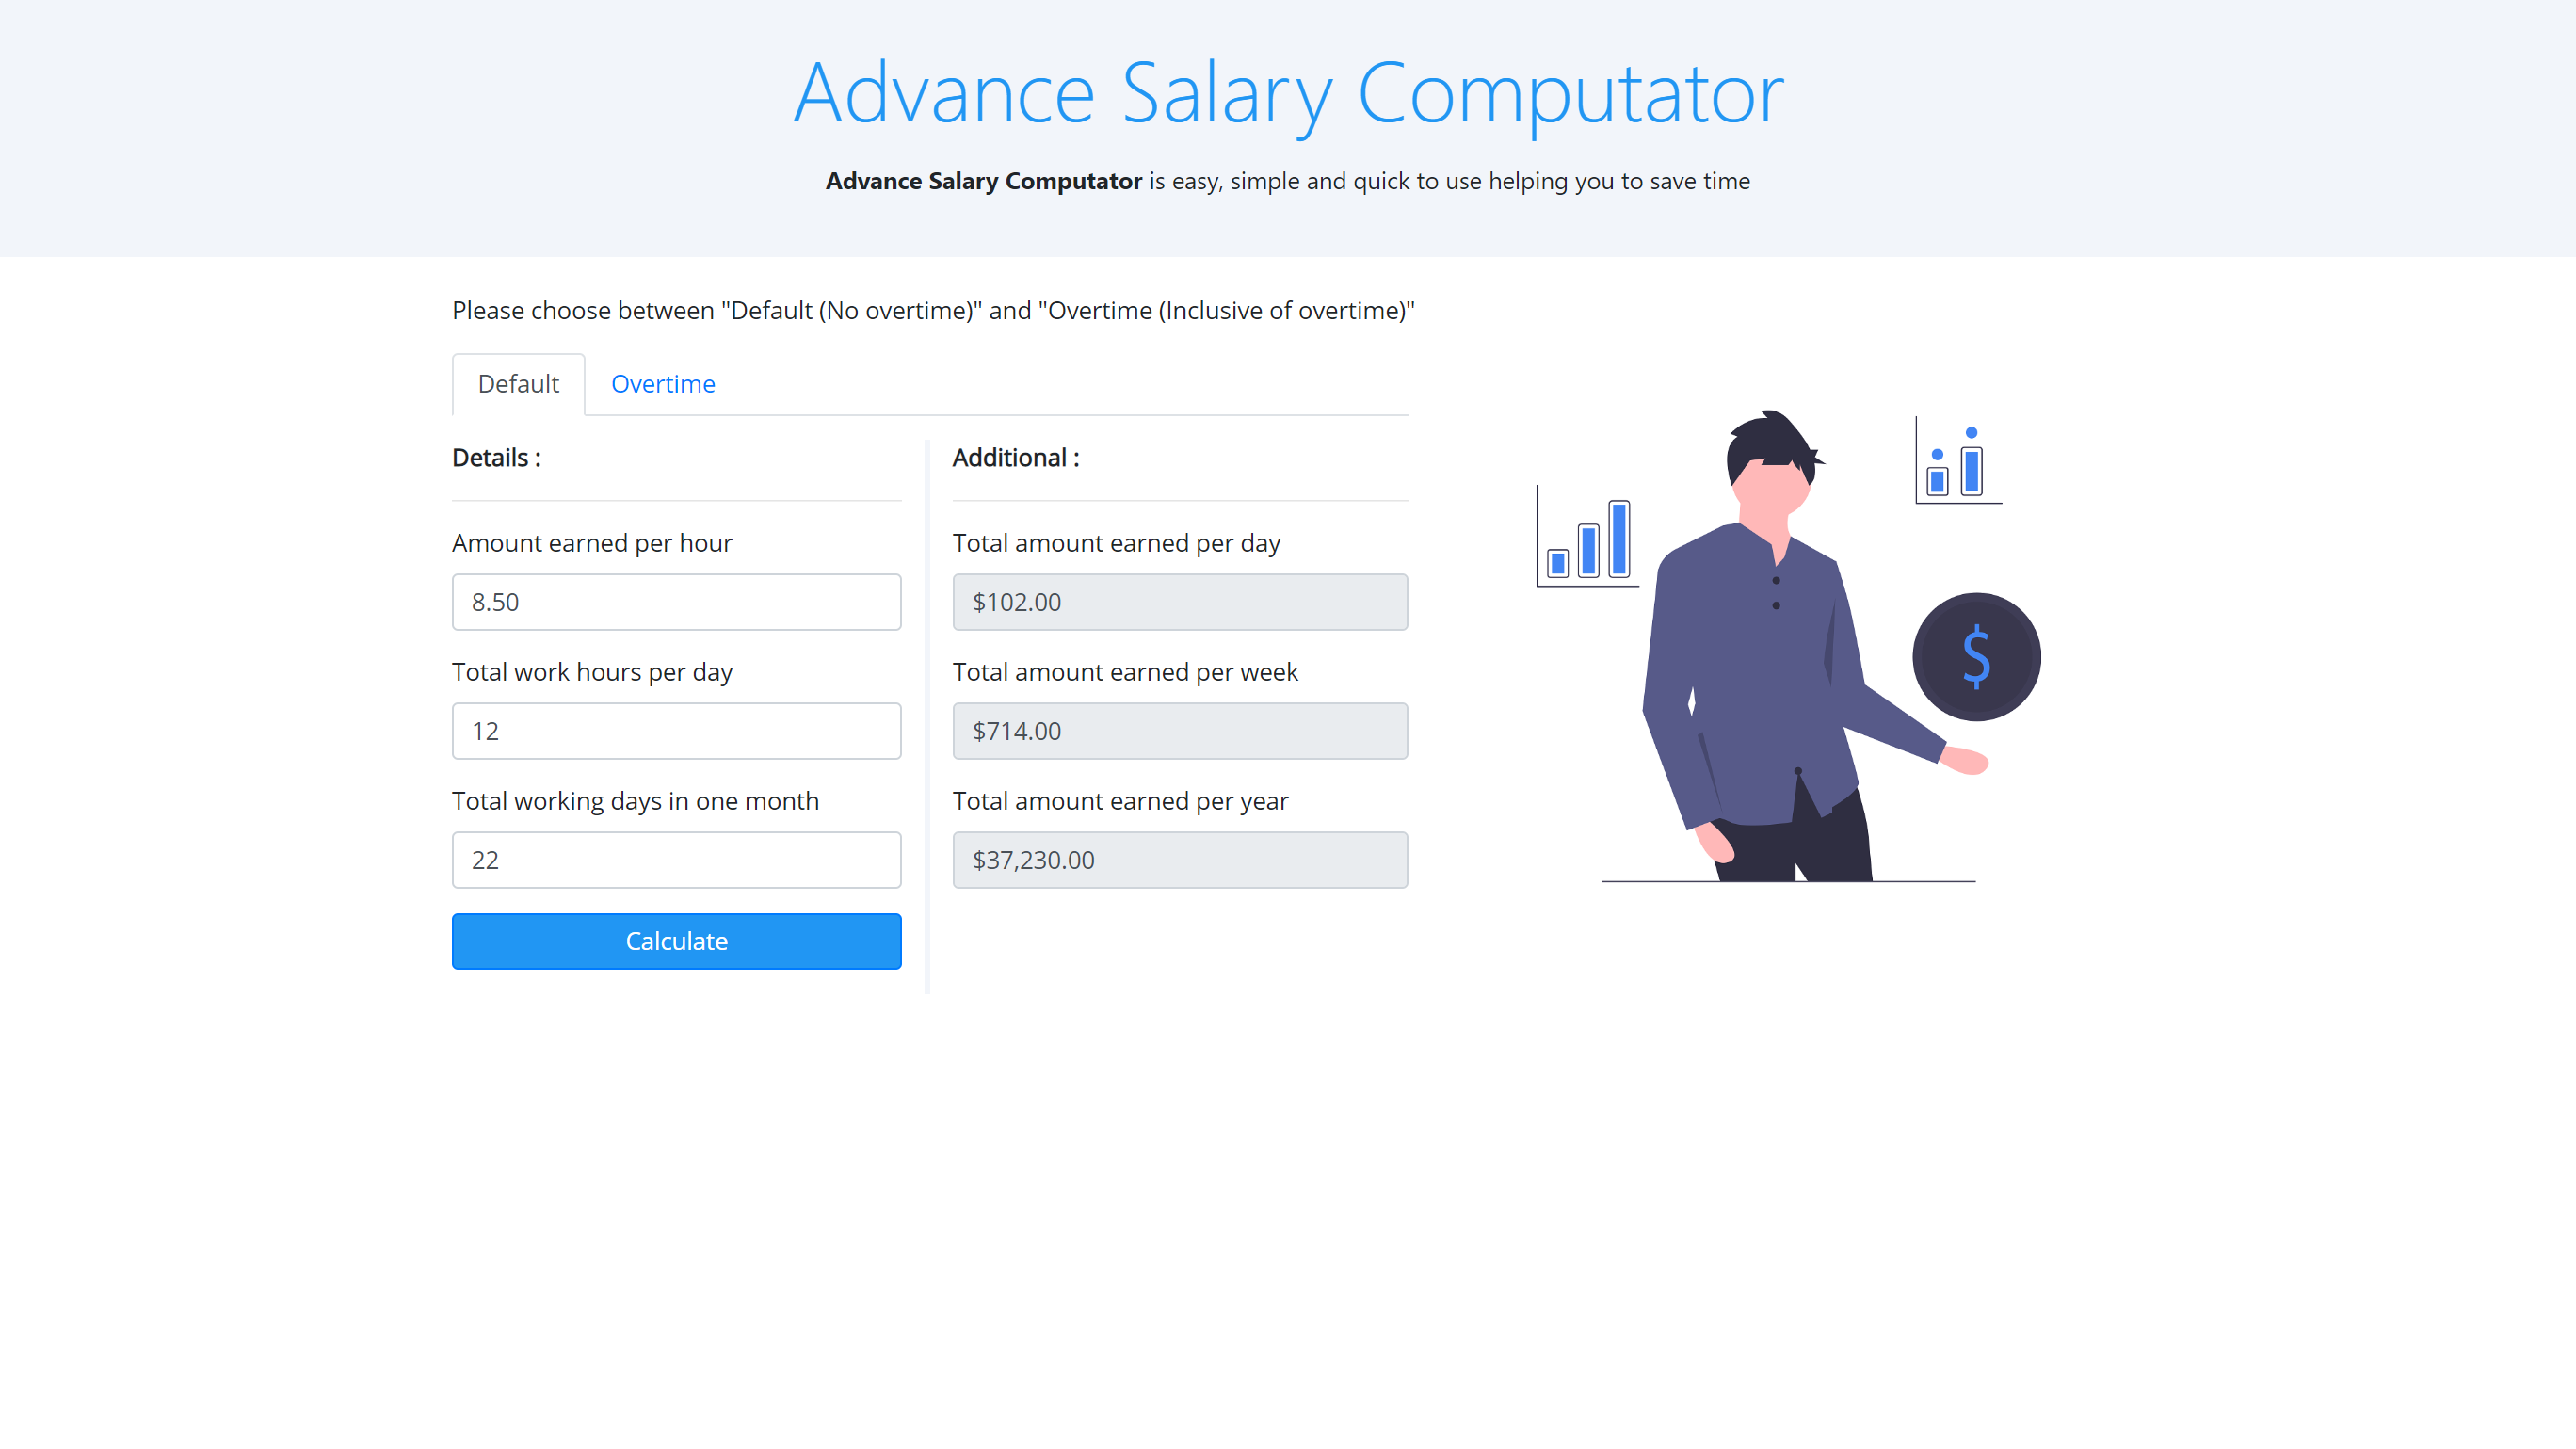 Advance Salary Computator
Advance Salary Computator is easy, simple and quick to use helping you to save time
Please choose between "Default (No overtime)" and "Overtime (Inclusive of overtime)"
Default
Overtime
Details :
Amount earned per hour
8.50
Total work hours per day
12
Total working days in one month
22
Calculate
Additional :
Total amount earned per day
$102.00
Total amount earned per week
$714.00
Total amount earned per year
$37,230.00
$